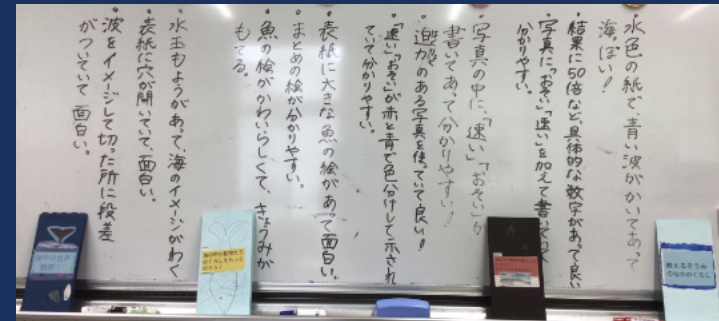 ・水色の紙で、青い波がかいてあって
海っぽい！
・結果に50倍など、具体的な数字があって良い
・写真に「おそい」「速い」を加えて書いてて
分かりやすい。
・写真の中に、「速い」「おそい」が
書いてあって分かりやすい！
・迫力のある写真を使っていて良い！
・「速い」「おそい」が赤と青で色分けして示され
ていて分かりやすい。
・表紙に大きな魚の絵があって面白い。
・まとめの絵が分かりやすい。
・魚の絵がかわいらしくて、きょうみが
もてる。
・水玉もようがあって、海のイメージがわく
・表紙に穴が開いていて、面白い。
・波をイメージして切った所に段差
がついていて面白い。